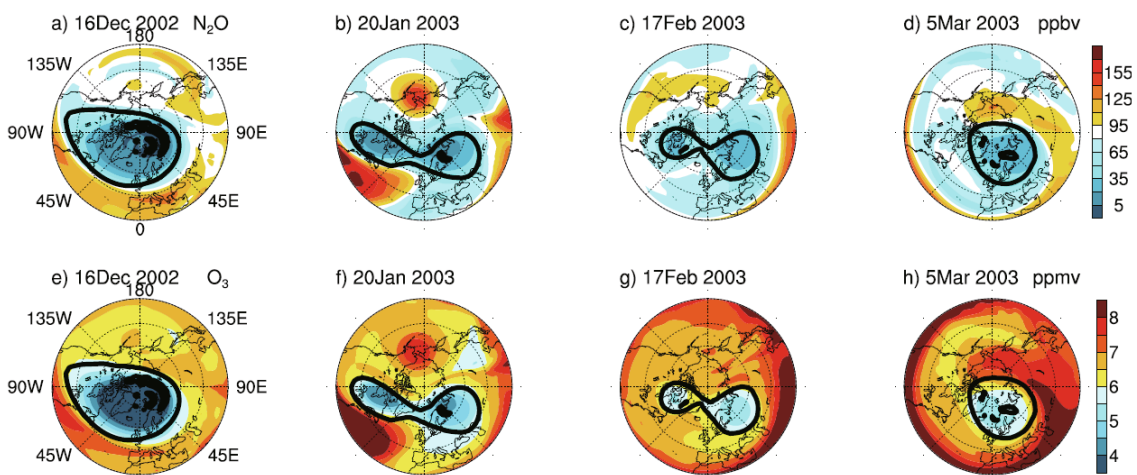 a) 16Dec 2002 N₂O
b) 20Jan 2003
c) 17Feb 2003
d) 5Mar 2003 ppbv
180
135W 135E
90W 90E
45W 45E
0
155
125
95
65
35
5
e) 16Dec 2002 O₃
f) 20Jan 2003
g) 17Feb 2003
h) 5Mar 2003 ppmv
180
135W 135E
90W 90E
45W 45E
8
7
6
5
4